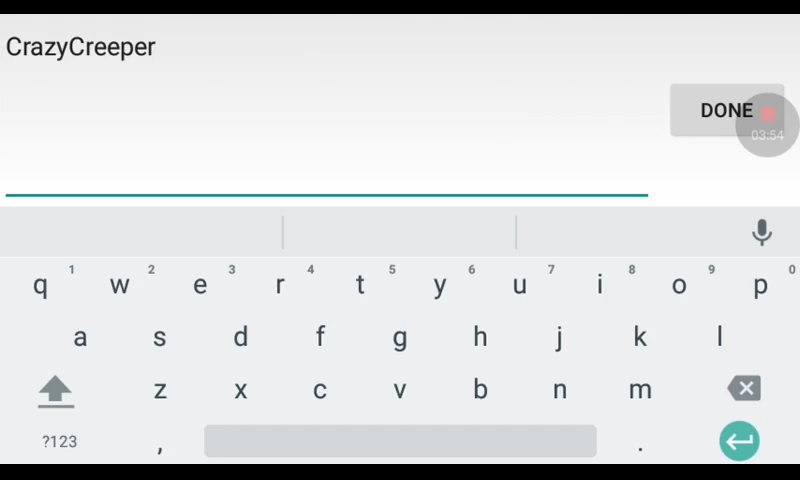 CrazyCreeper
DONE
03:54
q 1 w 2 e 3 r 4 t 5 y 6 u 7 i 8 o 9 p 0
a s d f g h j k l
z x c v b n m
?123 , .